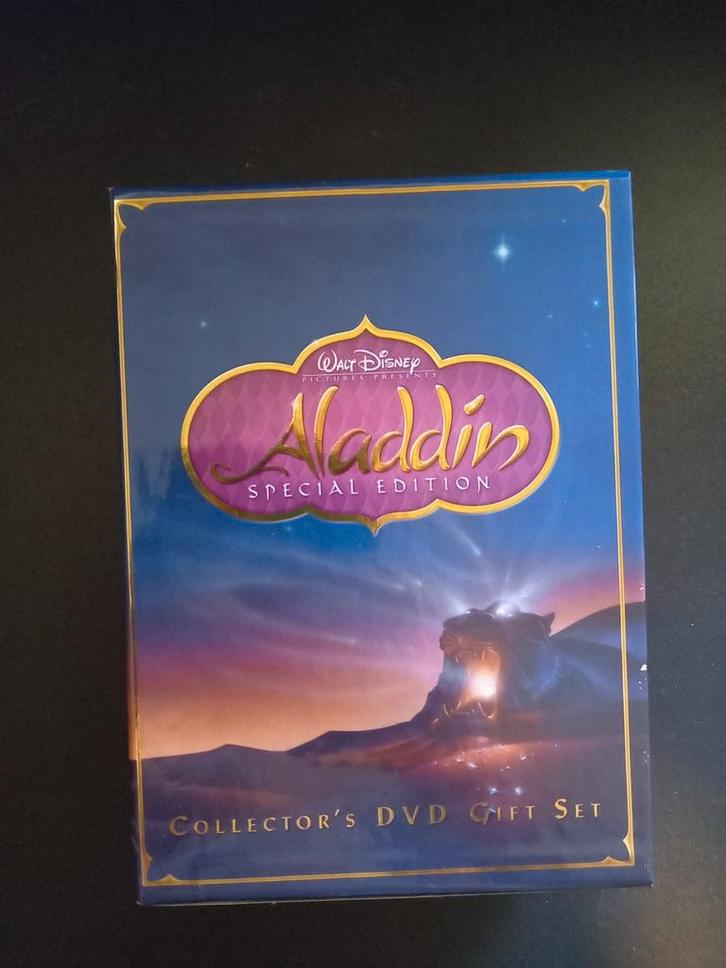 WALT DISNEY
PICTURES PRESENTS
Aladdin
SPECIAL EDITION
COLLECTOR'S DVD GIFT SET